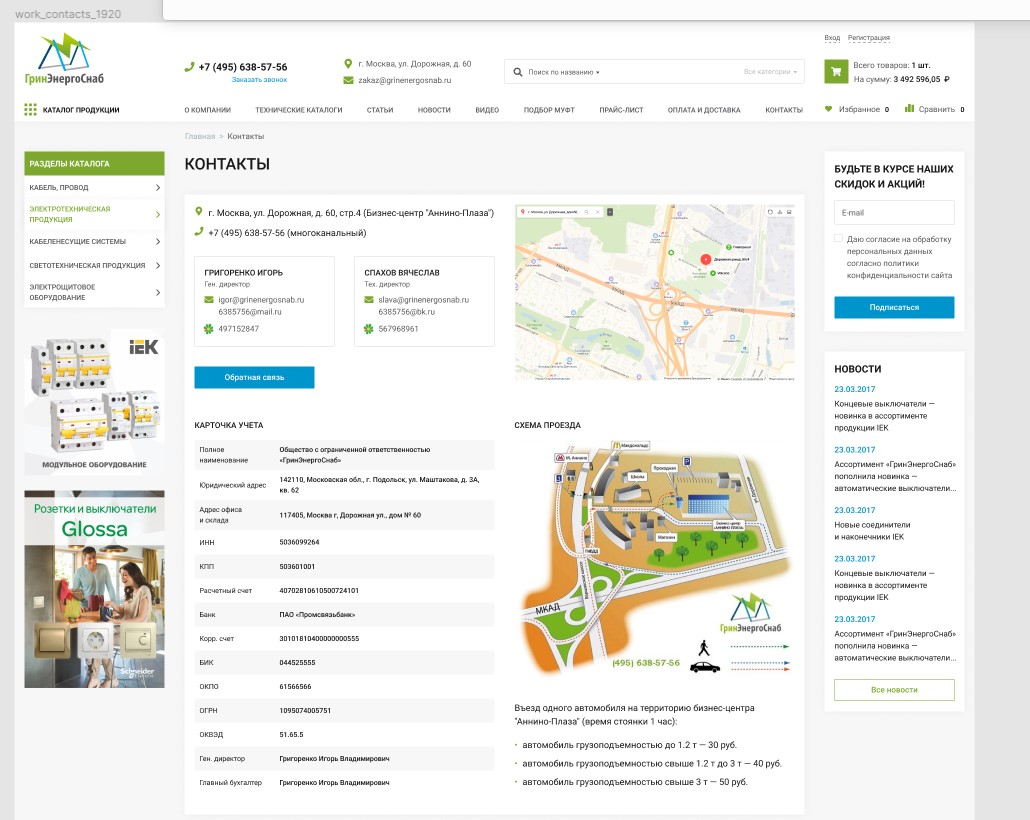 work_contacts_1920
Вход Регистрация
ГринЭнергоСнаб
+7 (495) 638-57-56
Заказать звонок
г. Москва, ул. Дорожная, д. 60
zakaz@grinenergosnab.ru
Поиск по названию
Все категории
Всего товаров: 1 шт.
На сумму: 3 492 596,05 ₽
КАТАЛОГ ПРОДУКЦИИ
О КОМПАНИИ ТЕХНИЧЕСКИЕ КАТАЛОГИ СТАТЬИ НОВОСТИ ВИДЕО ПОДБОР МУФТ ПРАЙС-ЛИСТ ОПЛАТА И ДОСТАВКА КОНТАКТЫ
Избранное 0 Сравнить 0
Главная > Контакты
РАЗДЕЛЫ КАТАЛОГА
КАБЕЛЬ, ПРОВОД
ЭЛЕКТРОТЕХНИЧЕСКАЯ
ПРОДУКЦИЯ
КАБЕЛЕНЕСУЩИЕ СИСТЕМЫ
СВЕТОТЕХНИЧЕСКАЯ ПРОДУКЦИЯ
ЭЛЕКТРОЩИТОВОЕ
ОБОРУДОВАНИЕ
IEK
МОДУЛЬНОЕ ОБОРУДОВАНИЕ
Розетки и выключатели
Glossa
Schneider
Electric
КОНТАКТЫ
г. Москва, ул. Дорожная, д. 60, стр.4 (Бизнес-центр "Аннино-Плаза")
+7 (495) 638-57-56 (многоканальный)
ГРИГОРЕНКО ИГОРЬ
Ген. директор
igor@grinenergosnab.ru
6385756@mail.ru
497152847
СПАХОВ ВЯЧЕСЛАВ
Тех. директор
slava@grinenergosnab.ru
6385756@bk.ru
567968961
Обратная связь
МКАД
МКАД
КАРТОЧКА УЧЕТА
Полное
наименование
Общество с ограниченной ответственностью
«ГринЭнергоСнаб»
Юридический адрес
142110, Московская обл., г. Подольск, ул. Маштакова, д. 3А,
кв. 62
Адрес офиса
и склада
117405, Москва г, Дорожная ул., дом № 60
ИНН 5036099264
КПП 503601001
Расчетный счет 40702810610500724101
Банк ПАО «Промсвязьбанк»
Корр. счет 30101810400000000555
БИК 044525555
ОКПО 61566566
ОГРН 1095074005751
ОКВЭД 51.65.5
Ген. директор Григоренко Игорь Владимирович
Главный бухгалтер Григоренко Игорь Владимирович
СХЕМА ПРОЕЗДА
Макдональдс
М. Аннино
Проходная
P
Школа
Бизнес-центр
«АННИНО ПЛАЗА»
Магазин
ГИБДД
МКАД
ГринЭнергоСнаб
(495) 638-57-56
Въезд одного автомобиля на территорию бизнес-центра
"Аннино-Плаза" (время стоянки 1 час):
• автомобиль грузоподъемностью до 1.2 т — 30 руб.
• автомобиль грузоподъемностью свыше 1.2 т до 3 т — 40 руб.
• автомобиль грузоподъемностью свыше 3 т — 50 руб.
БУДЬТЕ В КУРСЕ НАШИХ
СКИДОК И АКЦИЙ!
E-mail
Даю согласие на обработку
персональных данных
согласно политики
конфиденциальности сайта
Подписаться
НОВОСТИ
23.03.2017
Концевые выключатели —
новинка в ассортименте
продукции IEK
23.03.2017
Ассортимент «ГринЭнергоСнаб»
пополнила новинка —
автоматические выключатели...
23.03.2017
Новые соединители
и наконечники IEK
23.03.2017
Концевые выключатели —
новинка в ассортименте
продукции IEK
23.03.2017
Ассортимент «ГринЭнергоСнаб»
пополнила новинка —
автоматические выключатели...
Все новости